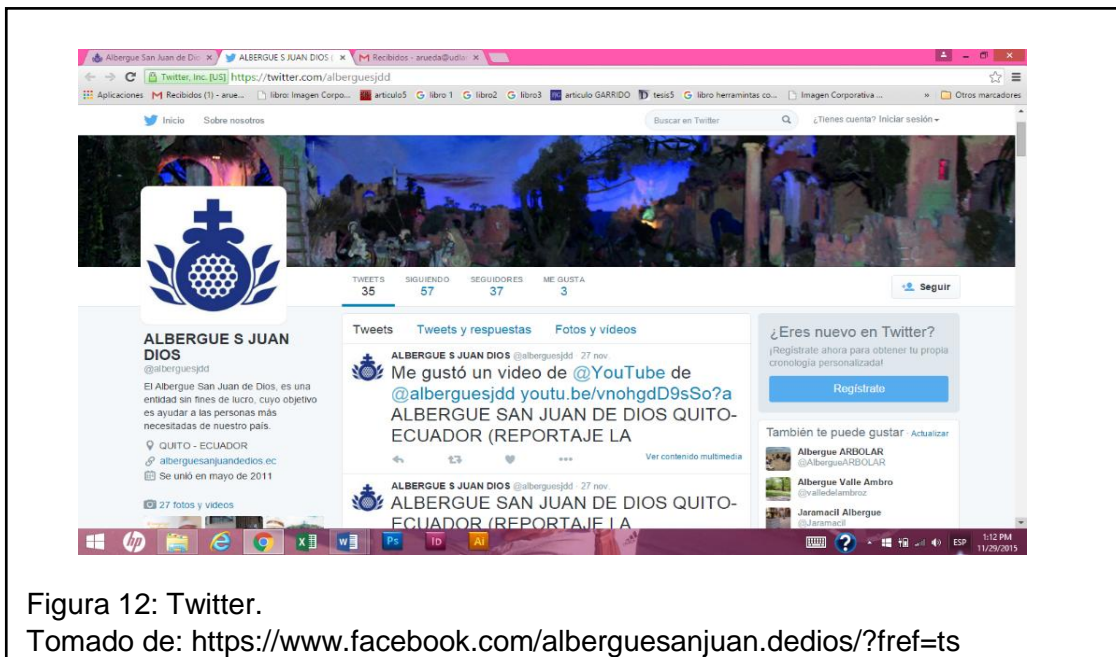 Albergue San Juan de Dio
ALBERGUE S JUAN DIOS (
Recibidos - arueda@udla
Twitter, Inc. [US] https://twitter.com/alberguesjdd
Aplicaciones Recibidos (1) - arue... libro: Imagen Corpo... articulo5 libro 1 libro2 libro3 articulo GARRIDO tesis5 libro herramintas co... Imagen Corporativa ... » Otros marcadores
Inicio Sobre nosotros Buscar en Twitter ¿Tienes cuenta? Iniciar sesión
TWEETS SIGUIENDO SEGUIDORES ME GUSTA
35 57 37 3
Seguir
ALBERGUE S JUAN
DIOS
@alberguesjdd
El Albergue San Juan de Dios, es una
entidad sin fines de lucro, cuyo objetivo
es ayudar a las personas más
necesitadas de nuestro país.
QUITO - ECUADOR
alberguesanjuandedios.ec
Se unió en mayo de 2011
27 fotos y videos
Tweets Tweets y respuestas Fotos y vídeos
ALBERGUE S JUAN DIOS @alberguesjdd · 27 nov.
Me gustó un video de @YouTube de
@alberguesjdd youtu.be/vnohgdD9sSo?a
ALBERGUE SAN JUAN DE DIOS QUITO-
ECUADOR (REPORTAJE LA
Ver contenido multimedia
ALBERGUE S JUAN DIOS @alberguesjdd · 27 nov.
ALBERGUE SAN JUAN DE DIOS QUITO-
ECUADOR (REPORTAJE LA
¿Eres nuevo en Twitter?
¡Regístrate ahora para obtener tu propia
cronología personalizada!
Regístrate
También te puede gustar · Actualizar
Albergue ARBOLAR
@AlbergueARBOLAR
Albergue Valle Ambro
@valledelambroz
Jaramacil Albergue
@Jaramacil
hp
Ps
ID
Ai
ESP
1:12 PM
11/29/2015
Figura 12: Twitter.
Tomado de: https://www.facebook.com/alberguesanjuan.dedios/?fref=ts